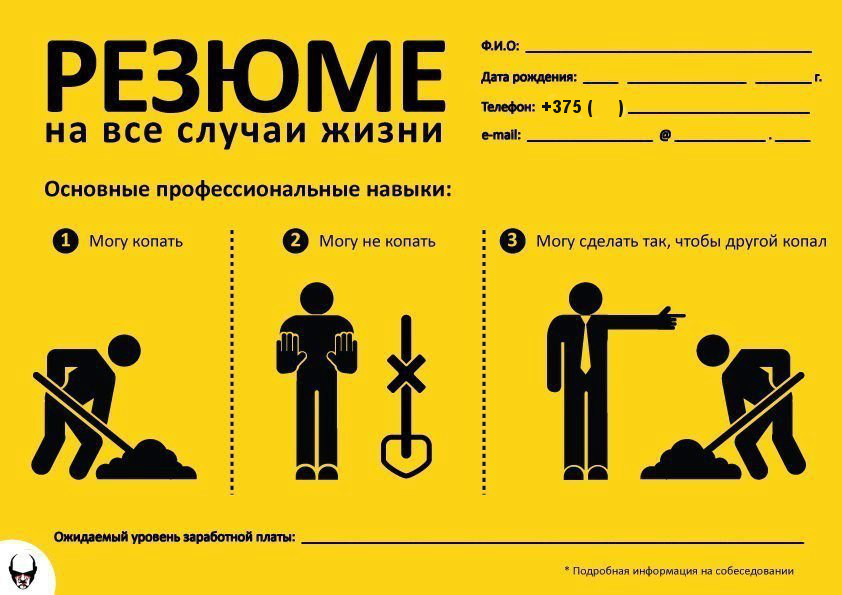 РЕЗЮМЕ
на все случаи жизни
Ф.И.О:
Дата рождения: г.
Телефон: +375 ( )
e-mail: @ .
Основные профессиональные навыки:
1 Могу копать
2 Могу не копать
3 Могу сделать так, чтобы другой копал
Ожидаемый уровень заработной платы:
* Подробная информация на собеседовании